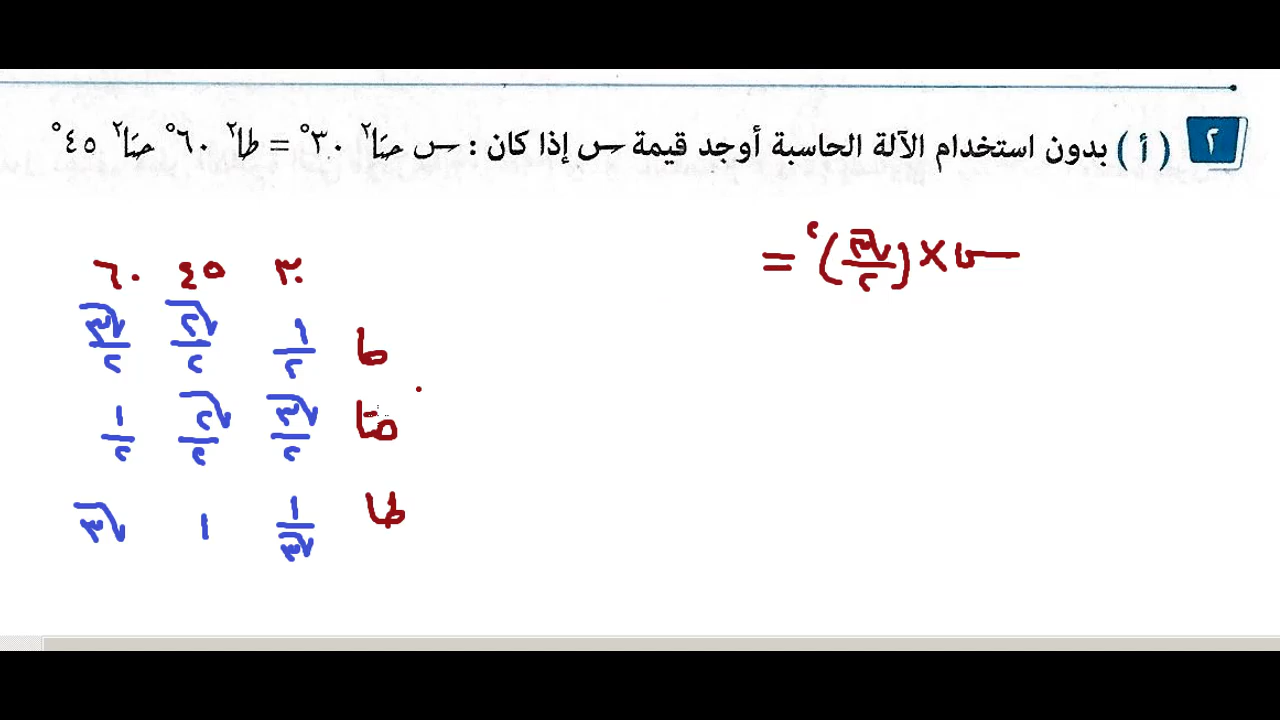 ٢ ( أ ) بدون استخدام الآلة الحاسبة أوجد قيمة س إذا كان : س جتا٢ ٣٠° = طا٢ ٦٠° جتا٢ ٤٥°
س × (√٣/٢)٢ =
٣٠ ٤٥ ٦٠
حا ١/٢ √٢/٢ √٣/٢
حتا √٣/٢ √٢/٢ ١/٢
طا ١/√٣ ١ √٣